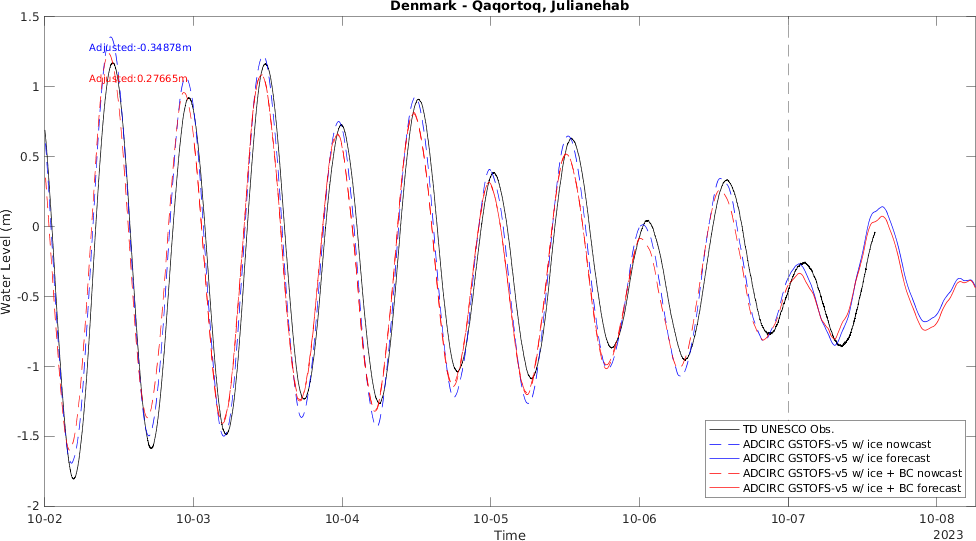 Denmark - Qaqortoq, Julianehab
Adjusted:-0.34878m
Adjusted:0.27665m
Water Level (m)
1.5
1
0.5
0
-0.5
-1
-1.5
-2
TD UNESCO Obs.
ADCIRC GSTOFS-v5 w/ ice nowcast
ADCIRC GSTOFS-v5 w/ ice forecast
ADCIRC GSTOFS-v5 w/ ice + BC nowcast
ADCIRC GSTOFS-v5 w/ ice + BC forecast
10-02 10-03 10-04 10-05 10-06 10-07 10-08
Time
2023